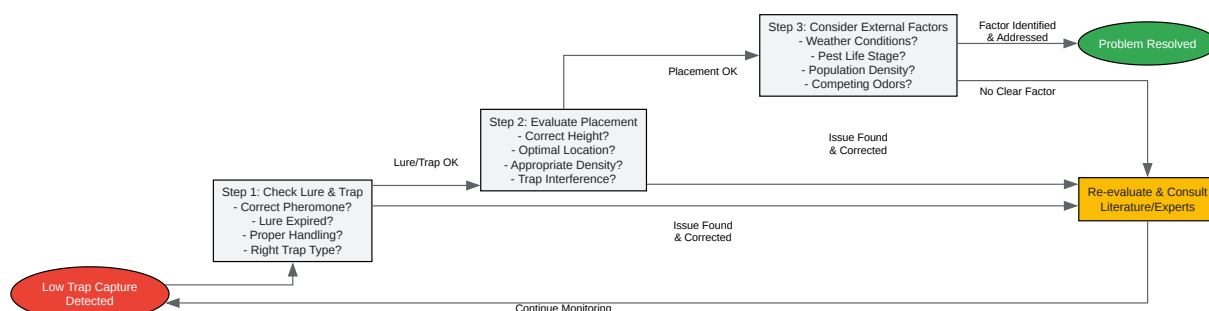 Low Trap Capture
Detected
Step 1: Check Lure & Trap
- Correct Pheromone?
- Lure Expired?
- Proper Handling?
- Right Trap Type?
Lure/Trap OK
Issue Found
& Corrected
Step 2: Evaluate Placement
- Correct Height?
- Optimal Location?
- Appropriate Density?
- Trap Interference?
Placement OK
Issue Found
& Corrected
Step 3: Consider External Factors
- Weather Conditions?
- Pest Life Stage?
- Population Density?
- Competing Odors?
Factor Identified
& Addressed
Problem Resolved
No Clear Factor
Re-evaluate & Consult
Literature/Experts
Continue Monitoring